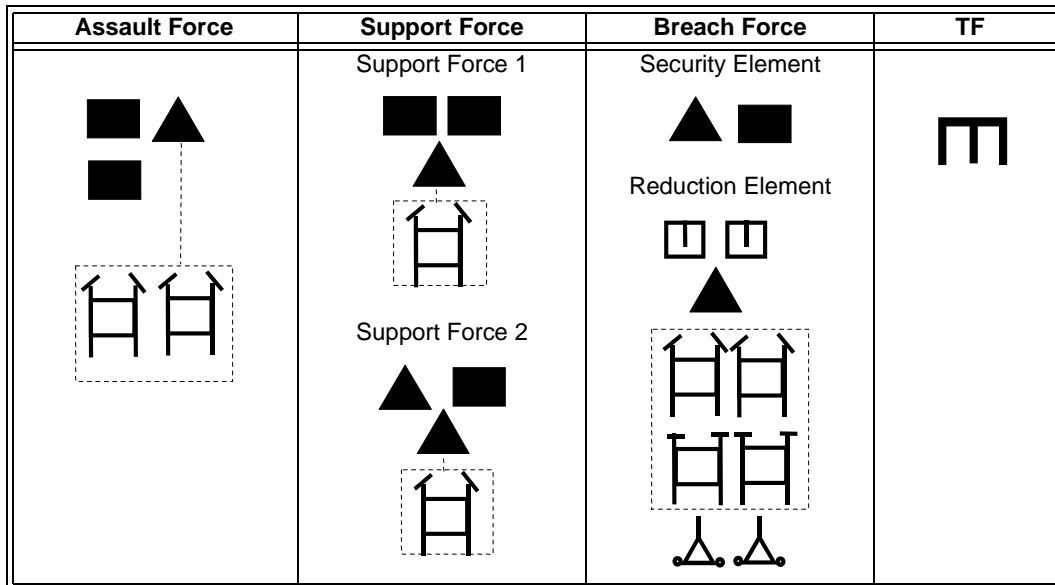 Assault Force
Support Force
Breach Force
TF
Support Force 1
Support Force 2
Security Element
Reduction Element